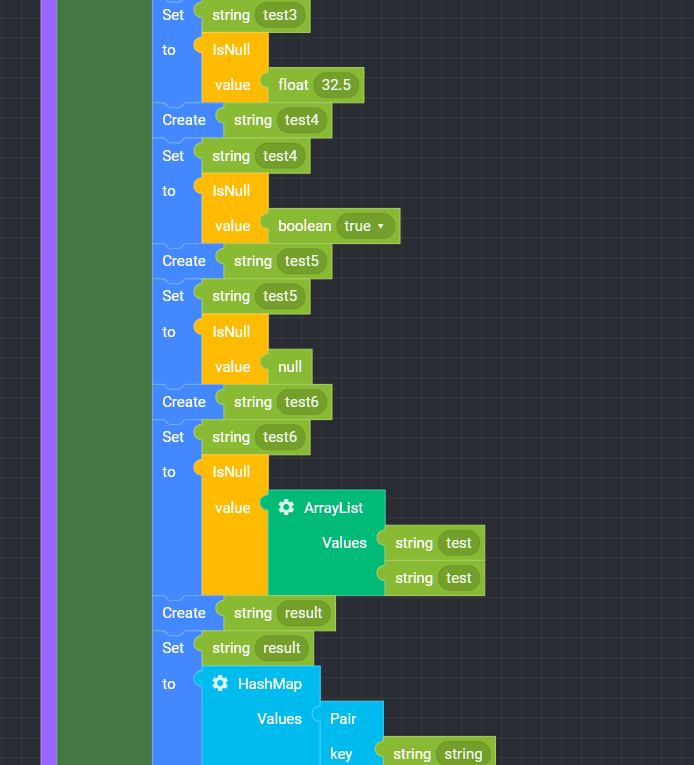 Set string test3
to IsNull
value float 32.5
Create string test4
Set string test4
to IsNull
value boolean true
Create string test5
Set string test5
to IsNull
value null
Create string test6
Set string test6
to IsNull
value ArrayList
Values string test
string test
Create string result
Set string result
to HashMap
Values Pair
key string string